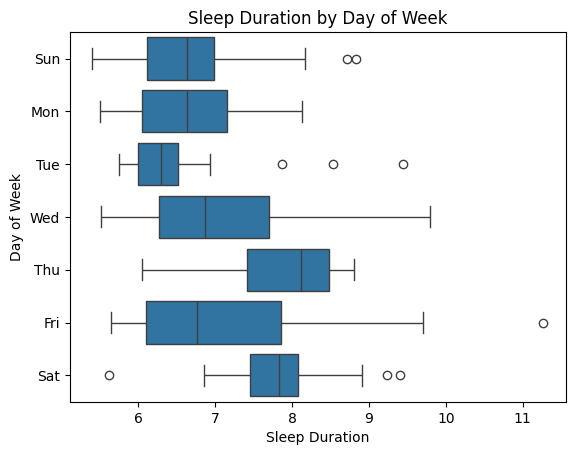 Sleep Duration by Day of Week
Sun
Mon
Tue
Wed
Thu
Fri
Sat
Day of Week
6 7 8 9 10 11
Sleep Duration